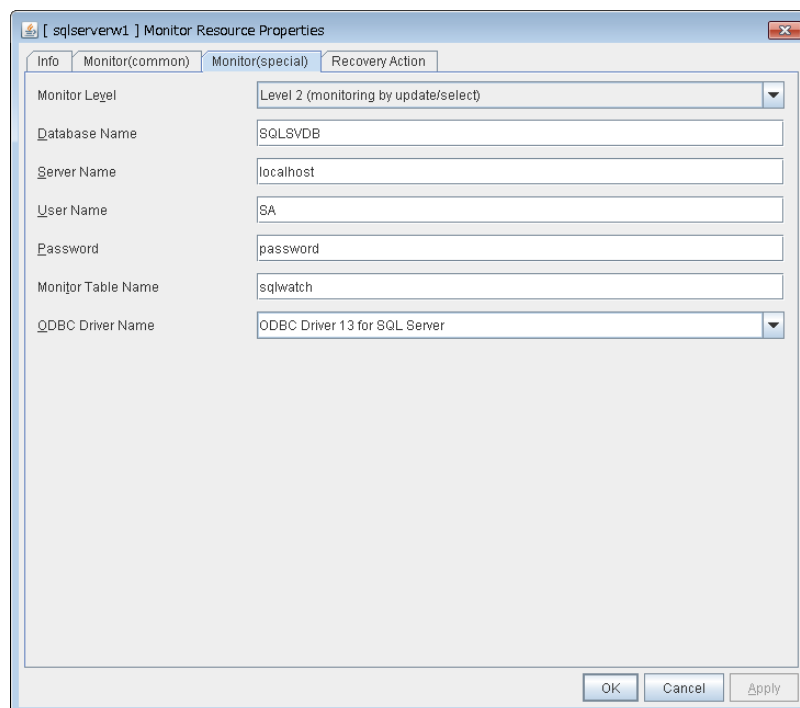 [ sqlserverw1 ] Monitor Resource Properties
Info Monitor(common) Monitor(special) Recovery Action
Monitor Level Level 2 (monitoring by update/select)
Database Name SQLSVDB
Server Name localhost
User Name SA
Password password
Monitor Table Name sqlwatch
ODBC Driver Name ODBC Driver 13 for SQL Server
OK Cancel Apply